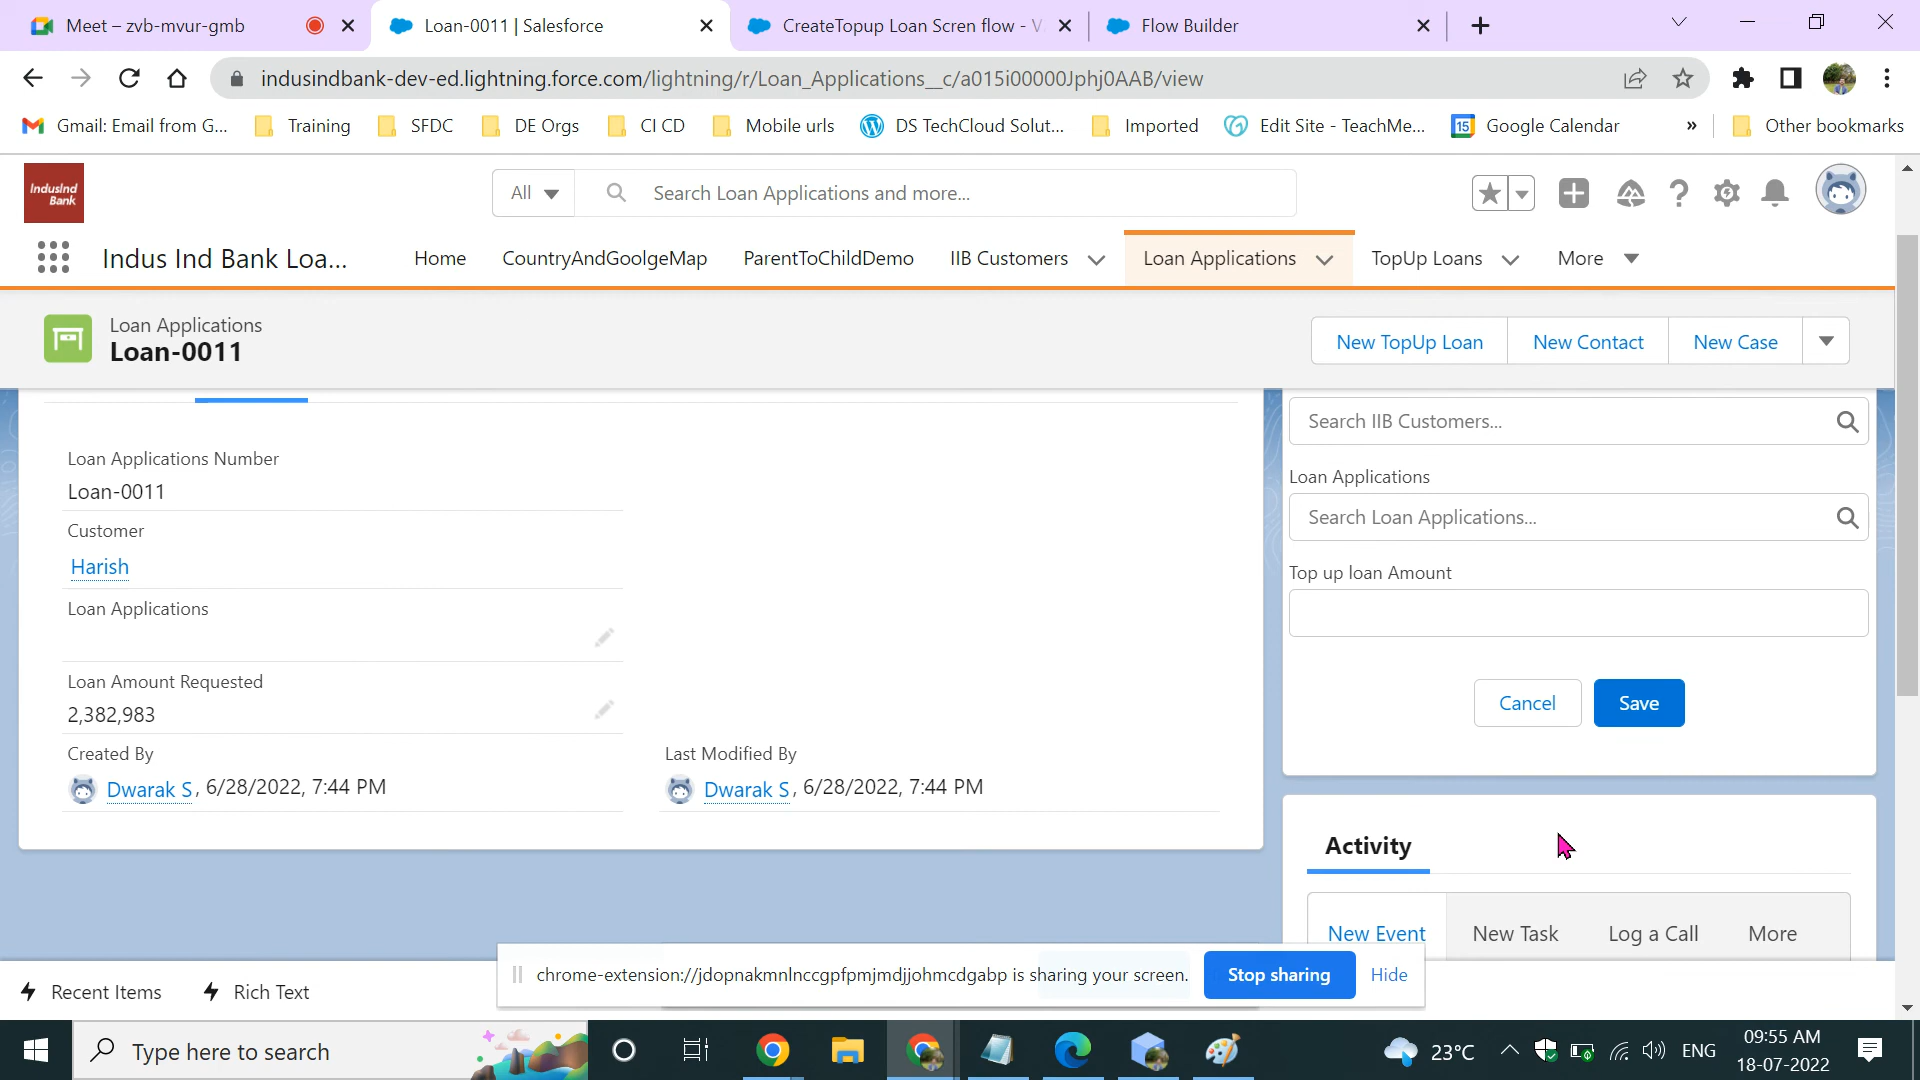 Meet – zvb-mvur-gmb
Loan-0011 | Salesforce
CreateTopup Loan Scren flow - V
Flow Builder
indusindbank-dev-ed.lightning.force.com/lightning/r/Loan_Applications__c/a015i00000Jphj0AAB/view
Gmail: Email from G...
Training
SFDC
DE Orgs
CI CD
Mobile urls
DS TechCloud Solut...
Imported
Edit Site - TeachMe...
15
Google Calendar
»
Other bookmarks
IndusInd
Bank
All
Search Loan Applications and more...
Indus Ind Bank Loa...
Home
CountryAndGoolgeMap
ParentToChildDemo
IIB Customers
Loan Applications
TopUp Loans
More
Loan Applications
Loan-0011
New TopUp Loan
New Contact
New Case
Loan Applications Number
Loan-0011
Customer
Harish
Loan Applications
Loan Amount Requested
2,382,983
Created By
Dwarak S, 6/28/2022, 7:44 PM
Last Modified By
Dwarak S, 6/28/2022, 7:44 PM
Search IIB Customers...
Loan Applications
Search Loan Applications...
Top up loan Amount
Cancel
Save
Activity
New Event
New Task
Log a Call
More
chrome-extension://jdopnakmnlnccgpfpmjmdjjohmcdgabp is sharing your screen.
Stop sharing
Hide
Recent Items
Rich Text
Type here to search
23°C
ENG
09:55 AM
18-07-2022